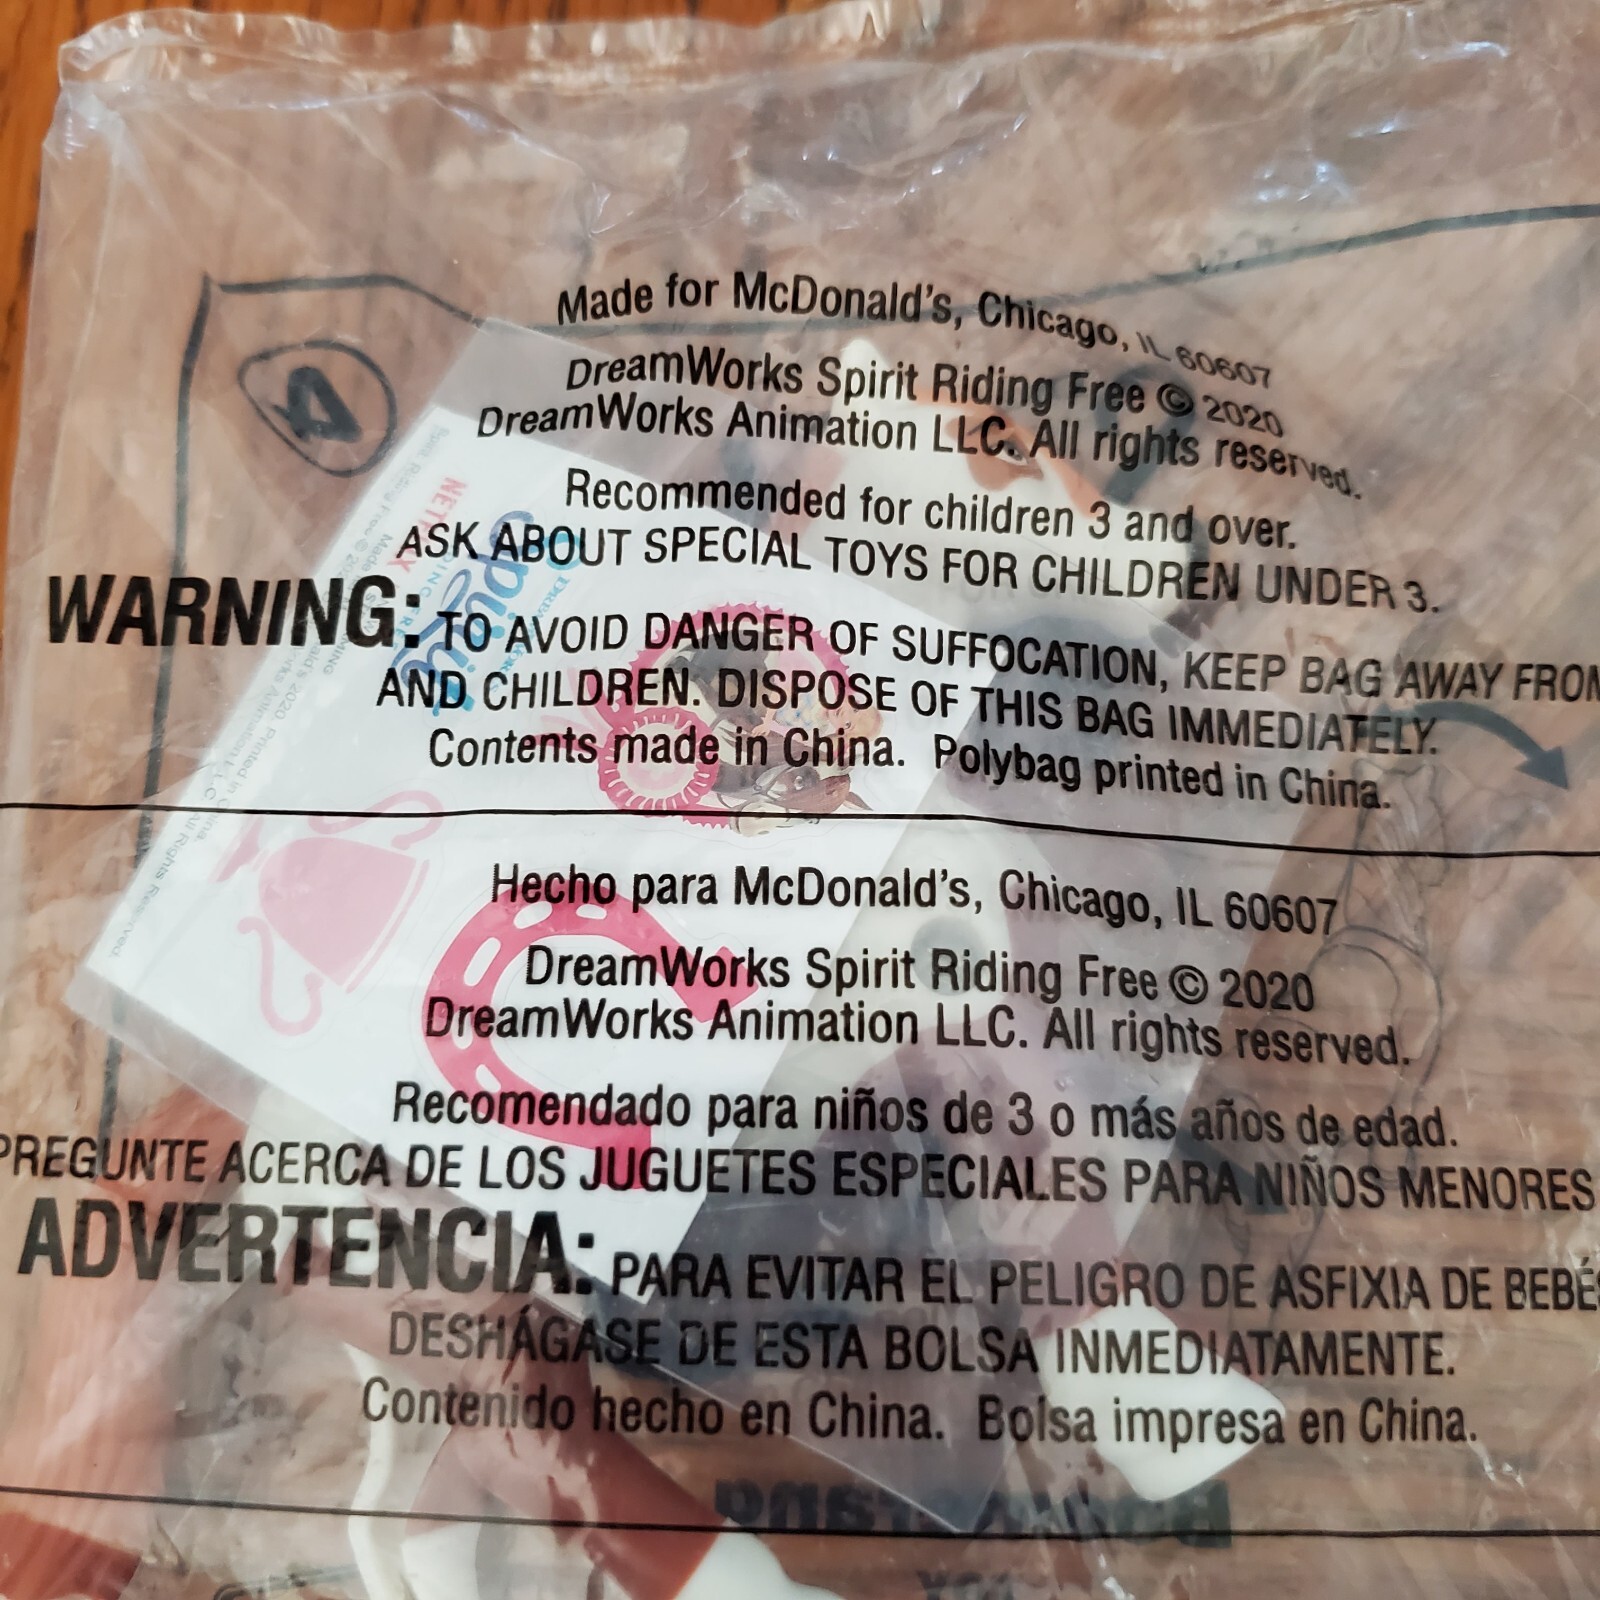 Made for McDonald's, Chicago, IL 60607
DreamWorks Spirit Riding Free © 2020
DreamWorks Animation LLC. All rights reserved.
Recommended for children 3 and over.
ASK ABOUT SPECIAL TOYS FOR CHILDREN UNDER 3.
WARNING: TO AVOID DANGER OF SUFFOCATION, KEEP BAG AWAY FROM
AND CHILDREN. DISPOSE OF THIS BAG IMMEDIATELY.
Contents made in China. Polybag printed in China.
4
Hecho para McDonald's, Chicago, IL 60607
DreamWorks Spirit Riding Free © 2020
DreamWorks Animation LLC. All rights reserved.
Recomendado para niños de 3 o más años de edad.
PREGUNTE ACERCA DE LOS JUGUETES ESPECIALES PARA NIÑOS MENORES
ADVERTENCIA: PARA EVITAR EL PELIGRO DE ASFIXIA DE BEBÉS
DESHÁGASE DE ESTA BOLSA INMEDIATAMENTE.
Contenido hecho en China. Bolsa impresa en China.